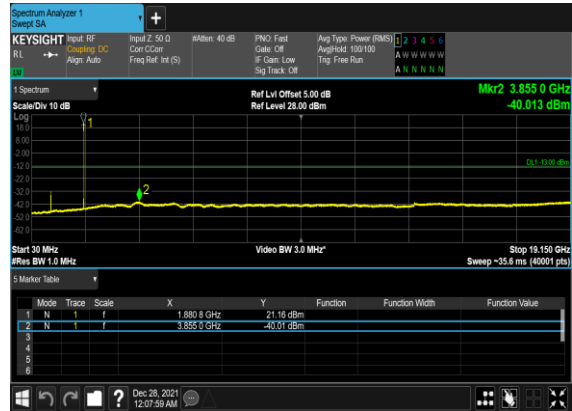 Spectrum Analyzer 1
Swept SA
+
KEYSIGHT Input: RF Input Z: 50 Ω #Atten: 40 dB PNO: Fast Avg Type: Power (RMS) 1 2 3 4 5 6
RL Coupling: DC Corr CCorr Gate: Off Avg|Hold: 100/100 A W W W W W
Align: Auto Freq Ref: Int (S) IF Gain: Low Trig: Free Run
LW Sig Track: Off A N N N N N
1 Spectrum Ref Lvl Offset 5.00 dB Mkr2 3.855 0 GHz
Scale/Div 10 dB Ref Level 28.00 dBm -40.013 dBm
Log
18.0
8.00
-2.00
-12.0
-22.0
-32.0
-42.0
-52.0
-62.0
1
2
DL1 -13.00 dBm
Start 30 MHz Video BW 3.0 MHz* Stop 19.150 GHz
#Res BW 1.0 MHz Sweep ~35.6 ms (40001 pts)
5 Marker Table
Mode Trace Scale X Y Function Function Width Function Value
1 N 1 f 1.880 8 GHz 21.16 dBm
2 N 1 f 3.855 0 GHz -40.01 dBm
3
4
5
6
? Dec 28, 2021
12:07:59 AM